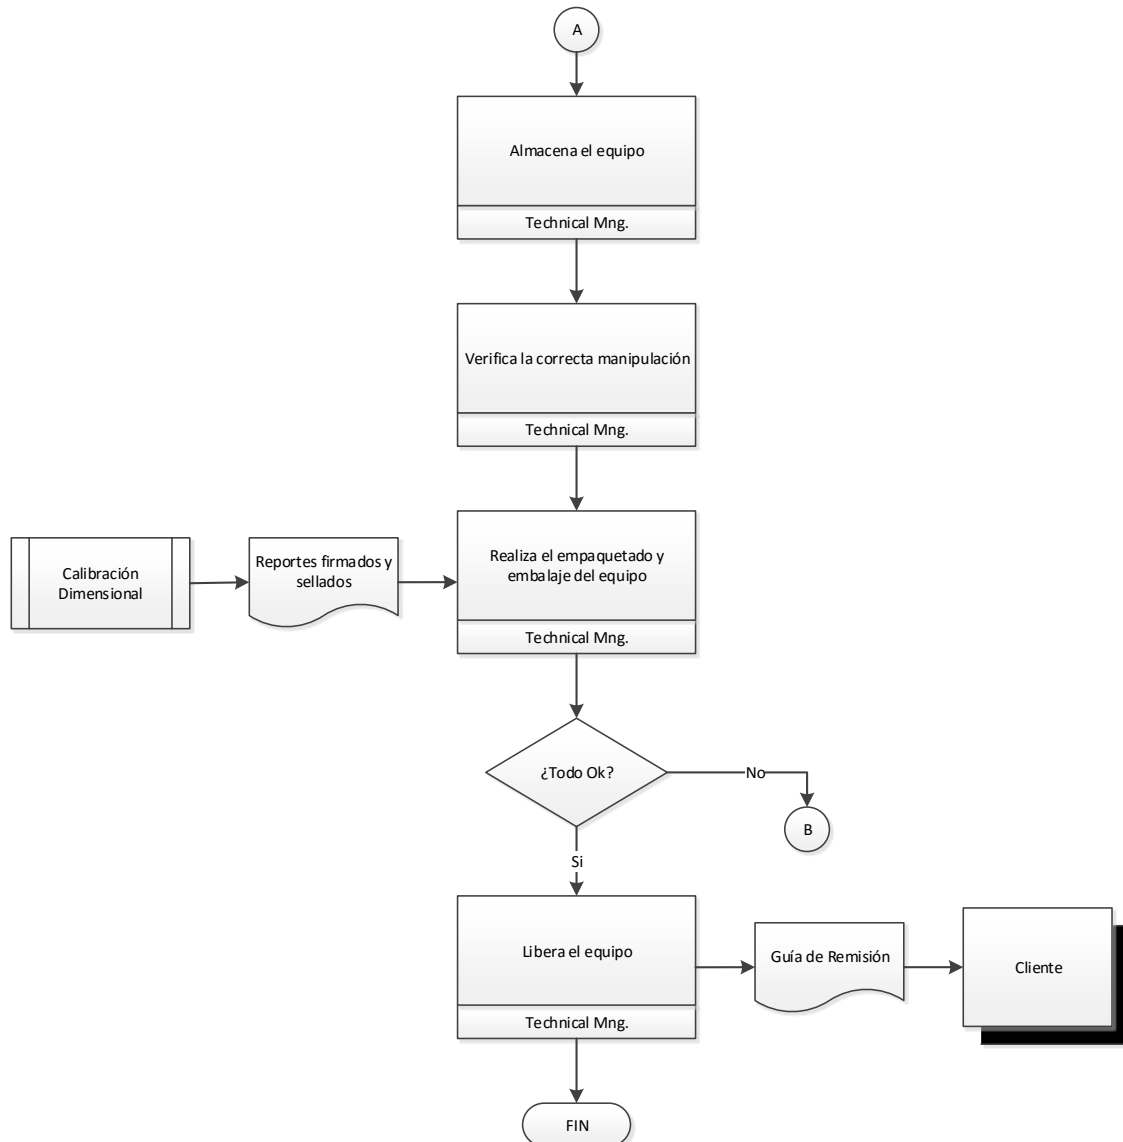 A
Almacena el equipo
Technical Mng.
Verifica la correcta manipulación
Technical Mng.
Calibración
Dimensional
Reportes firmados y
sellados
Realiza el empaquetado y
embalaje del equipo
Technical Mng.
¿Todo Ok?
No
B
Si
Libera el equipo
Technical Mng.
Guía de Remisión
Cliente
FIN